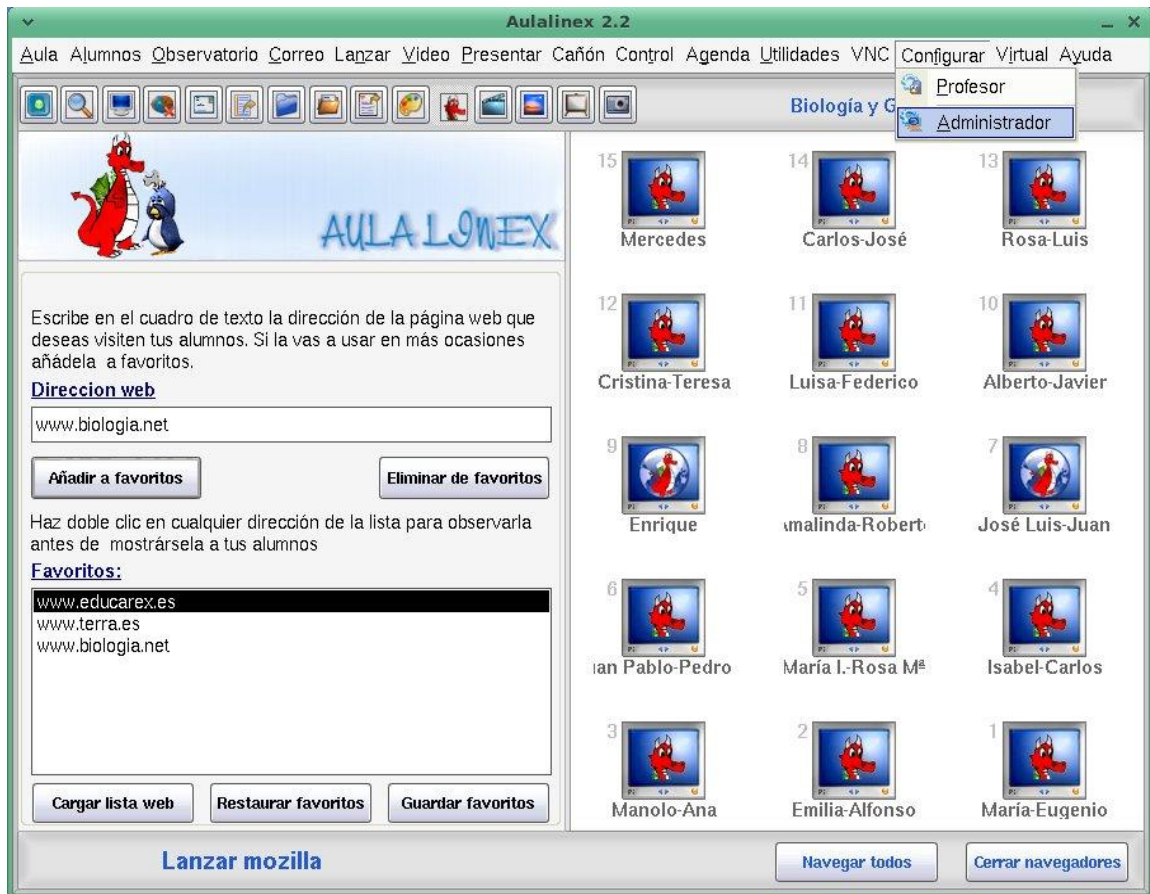 Aulalinex 2.2
Aula Alumnos Observatorio Correo Lanzar Video Presentar Cañón Control Agenda Utilidades VNC Configurar Virtual Ayuda
Profesor
Administrador
Biología y G
AULA LINEX
Escribe en el cuadro de texto la dirección de la página web que
deseas visiten tus alumnos. Si la vas a usar en más ocasiones
añádela a favoritos.
Direccion web
www.biologia.net
Añadir a favoritos Eliminar de favoritos
Haz doble clic en cualquier dirección de la lista para observarla
antes de mostrársela a tus alumnos
Favoritos:
www.educarex.es
www.terra.es
www.biologia.net
Cargar lista web Restaurar favoritos Guardar favoritos
15 14 13
Mercedes Carlos-José Rosa-Luis
12 11 10
Cristina-Teresa Luisa-Federico Alberto-Javier
9 8 7
Enrique malinda-Robert José Luis-Juan
6 5 4
an Pablo-Pedro María I.-Rosa Mª Isabel-Carlos
3 2 1
Manolo-Ana Emilia-Alfonso María-Eugenio
Lanzar mozilla
Navegar todos Cerrar navegadores